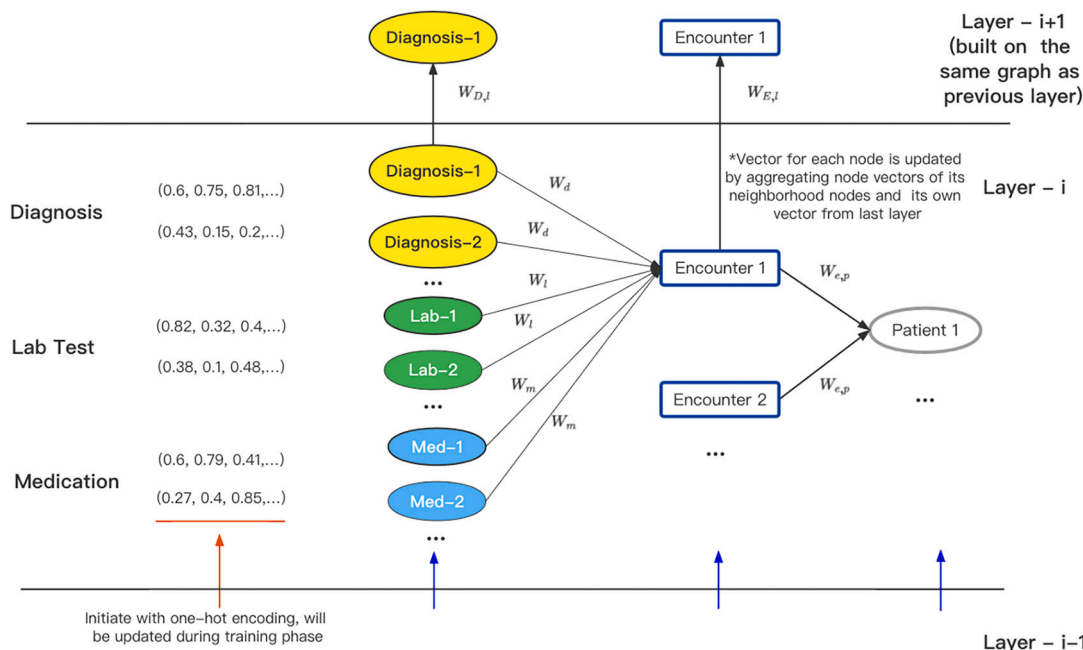 Diagnosis-1
Encounter 1
Layer - i+1
(built on the
same graph as
previous layer)
W_{D,l}
W_{E,l}
Diagnosis-1
*Vector for each node is updated
by aggregating node vectors of its
neighborhood nodes and its own
vector from last layer
Layer - i
(0.6, 0.75, 0.81,...)
W_d
Diagnosis
(0.43, 0.15, 0.2,...)
W_d
Diagnosis-2
Encounter 1
...
W_l
W_{e,p}
Lab-1
(0.82, 0.32, 0.4,...)
W_l
Patient 1
Lab Test
(0.38, 0.1, 0.48,...)
Lab-2
W_m
W_{e,p}
...
Encounter 2
...
W_m
Med-1
(0.6, 0.79, 0.41,...)
...
Medication
(0.27, 0.4, 0.85,...)
Med-2
...
Initiate with one-hot encoding, will
be updated during training phase
Layer - i-1